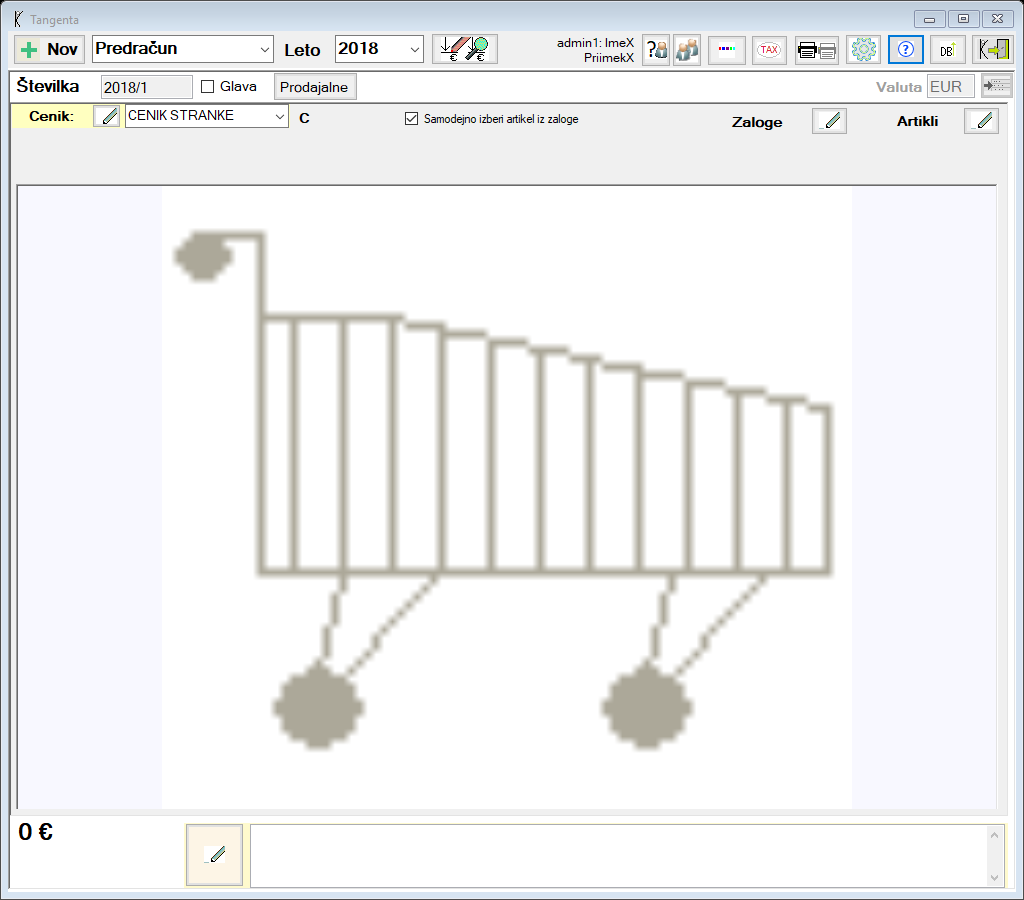 Tangenta
Nov
Predračun
Leto
2018
admin1: ImeX
PriimekX
TAX
DB
Številka
2018/1
Glava
Prodajalne
Valuta
EUR
Cenik:
CENIK STRANKE
C
Samodejno izberi artikel iz zaloge
Zaloge
Artikli
0 €